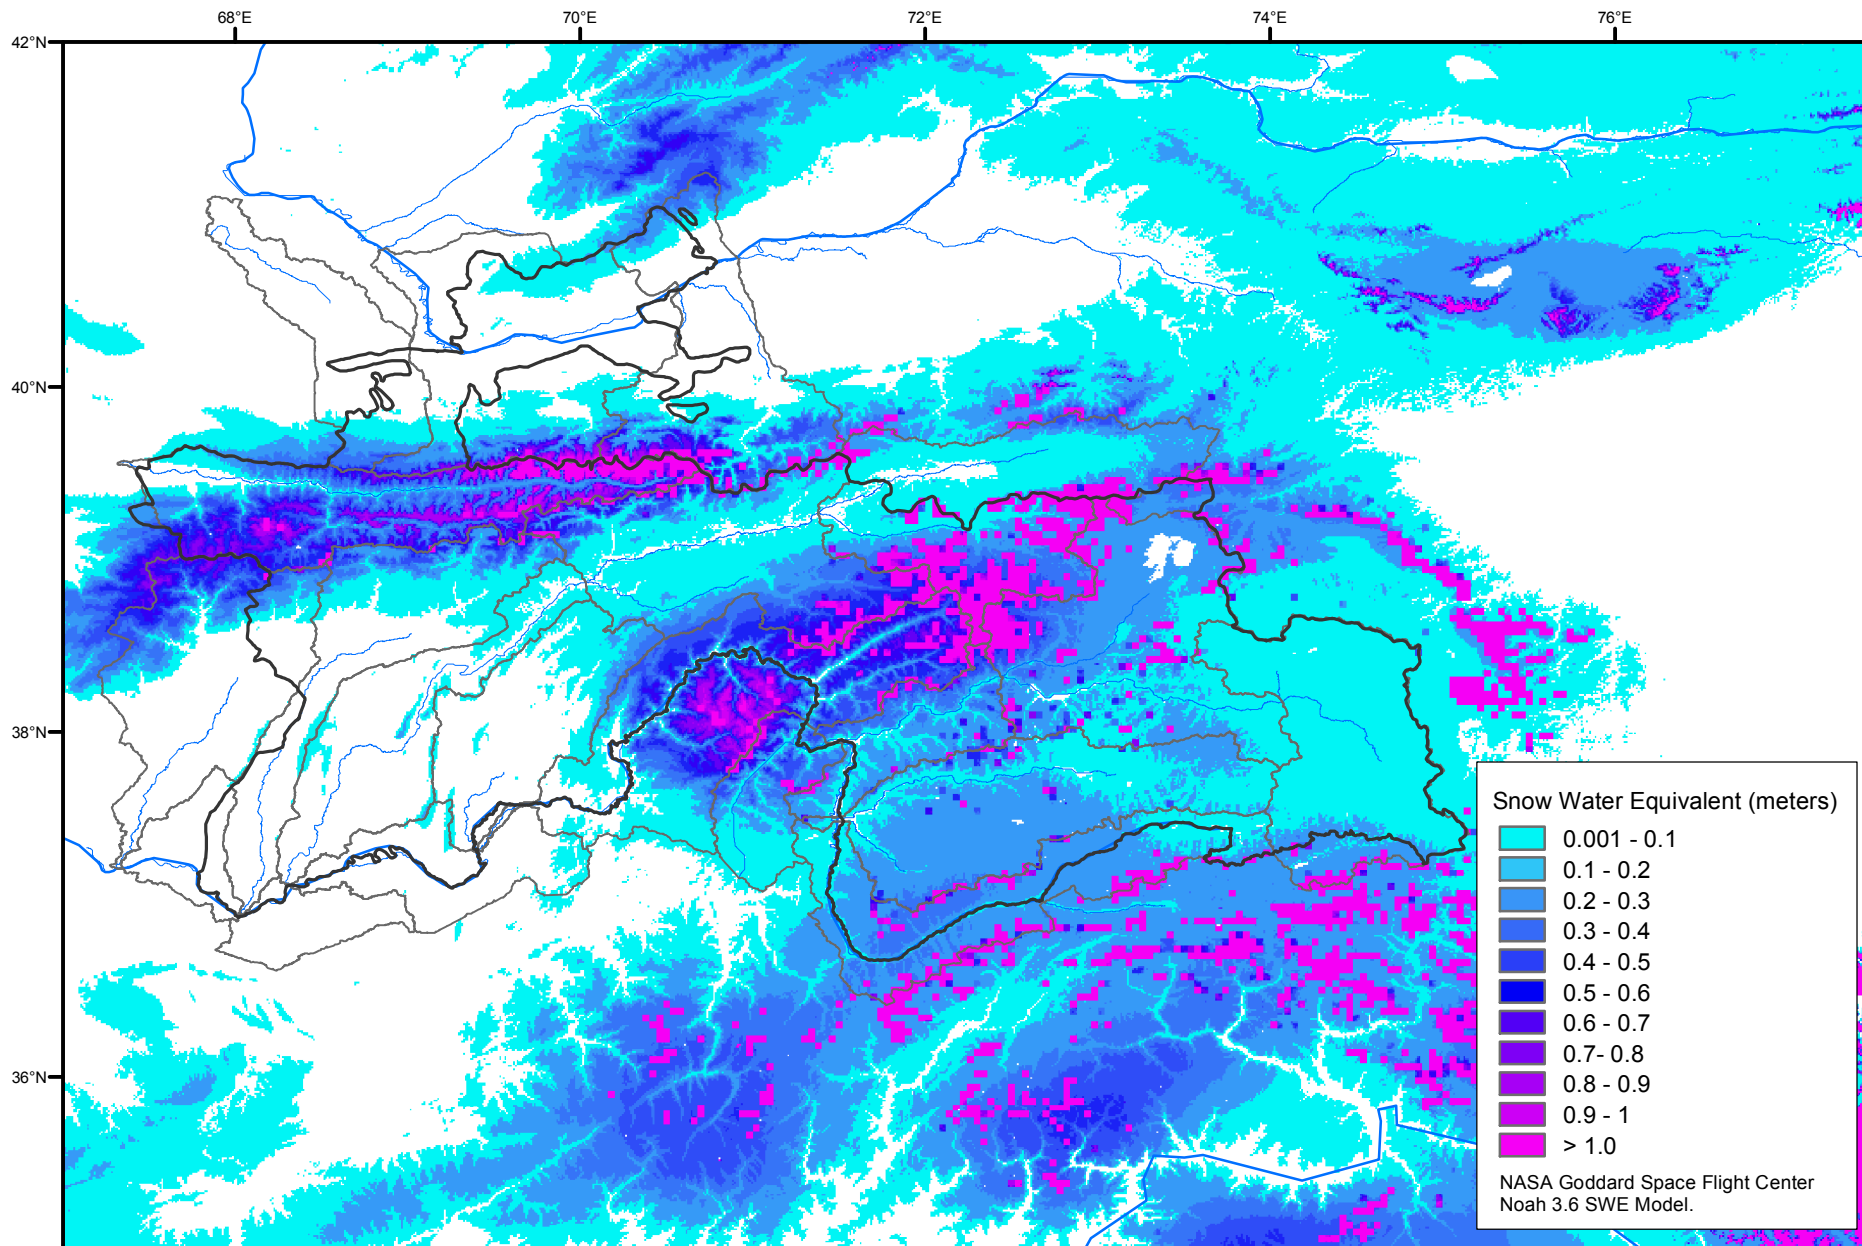 68°E
70°E
72°E
74°E
76°E
42°N
40°N
38°N
36°N
Snow Water Equivalent (meters)
0.001 - 0.1
0.1 - 0.2
0.2 - 0.3
0.3 - 0.4
0.4 - 0.5
0.5 - 0.6
0.6 - 0.7
0.7- 0.8
0.8 - 0.9
0.9 - 1
> 1.0
NASA Goddard Space Flight Center
Noah 3.6 SWE Model.